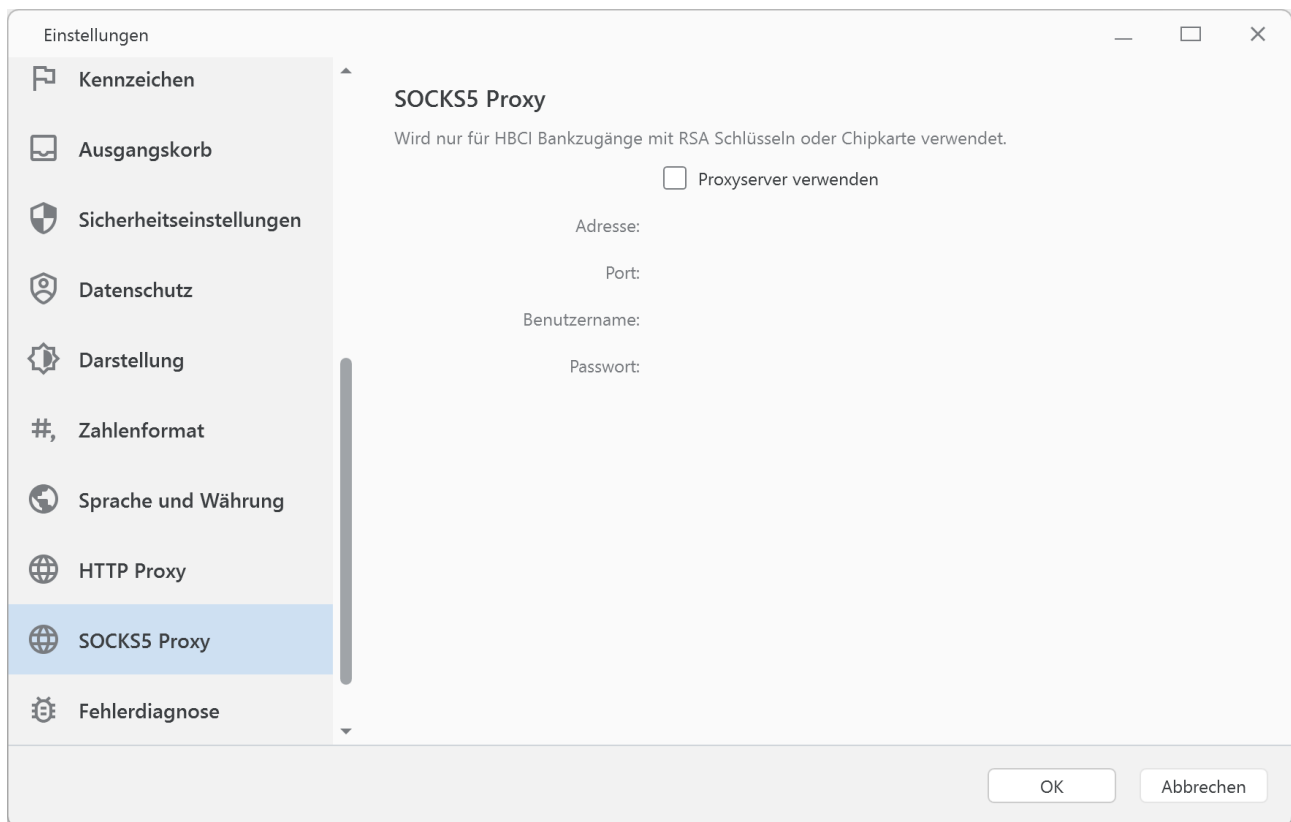 Einstellungen
Kennzeichen
Ausgangskorb
Sicherheitseinstellungen
Datenschutz
Darstellung
Zahlenformat
Sprache und Währung
HTTP Proxy
SOCKS5 Proxy
Fehlerdiagnose
SOCKS5 Proxy
Wird nur für HBCI Bankzugänge mit RSA Schlüsseln oder Chipkarte verwendet.
Proxyserver verwenden
Adresse:
Port:
Benutzername:
Passwort:
OK
Abbrechen